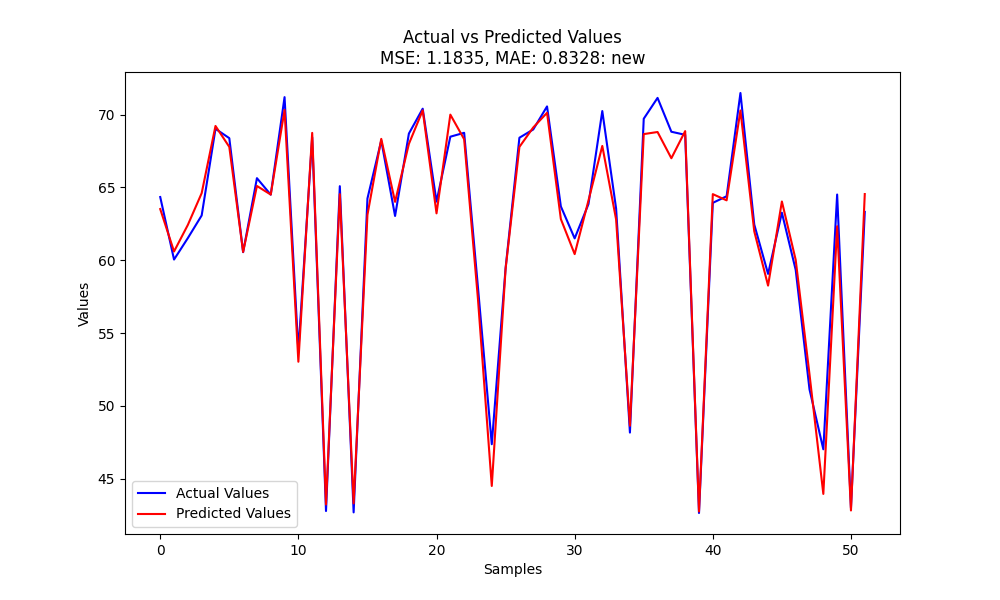 Actual vs Predicted Values
MSE: 1.1835, MAE: 0.8328: new
Values
70
65
60
55
50
45
Actual Values
Predicted Values
0 10 20 30 40 50
Samples